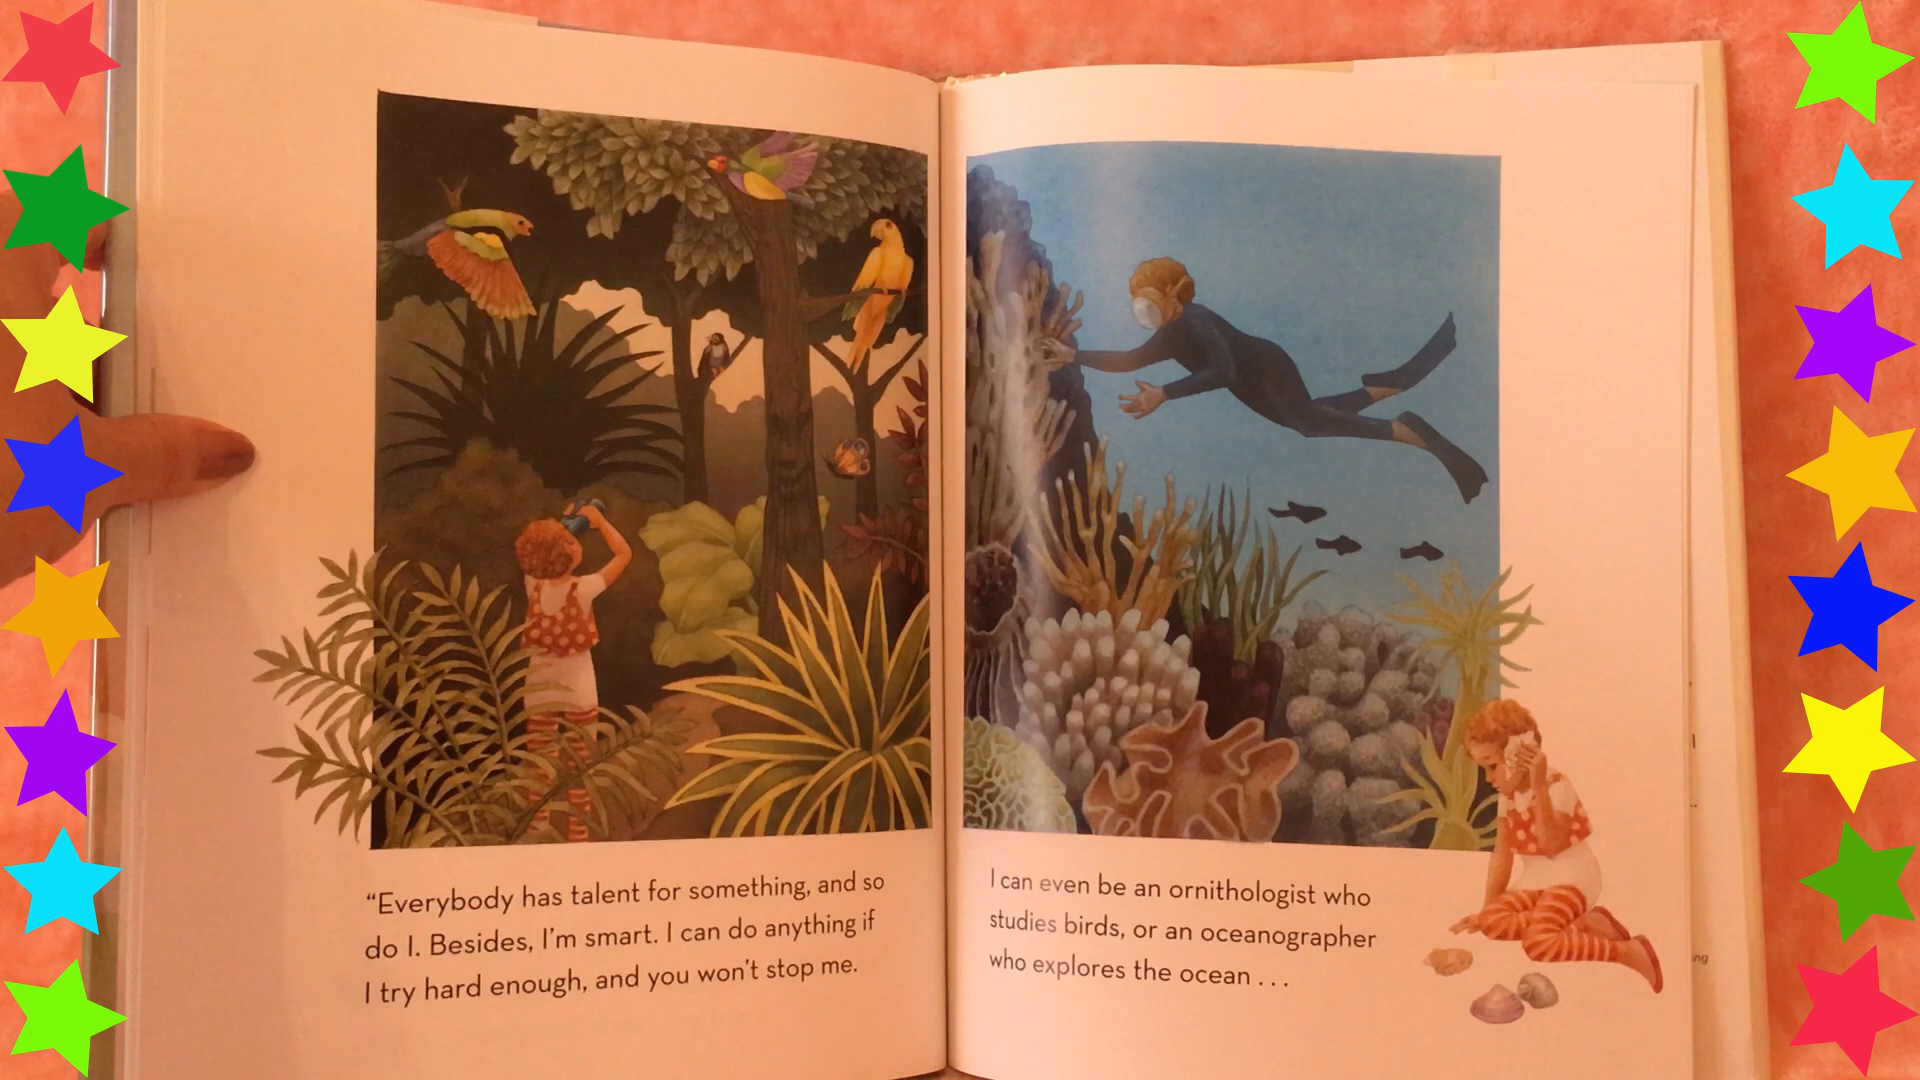 “Everybody has talent for something, and so
do I. Besides, I’m smart. I can do anything if
I try hard enough, and you won’t stop me.
I can even be an ornithologist who
studies birds, or an oceanographer
who explores the ocean . . .
ng